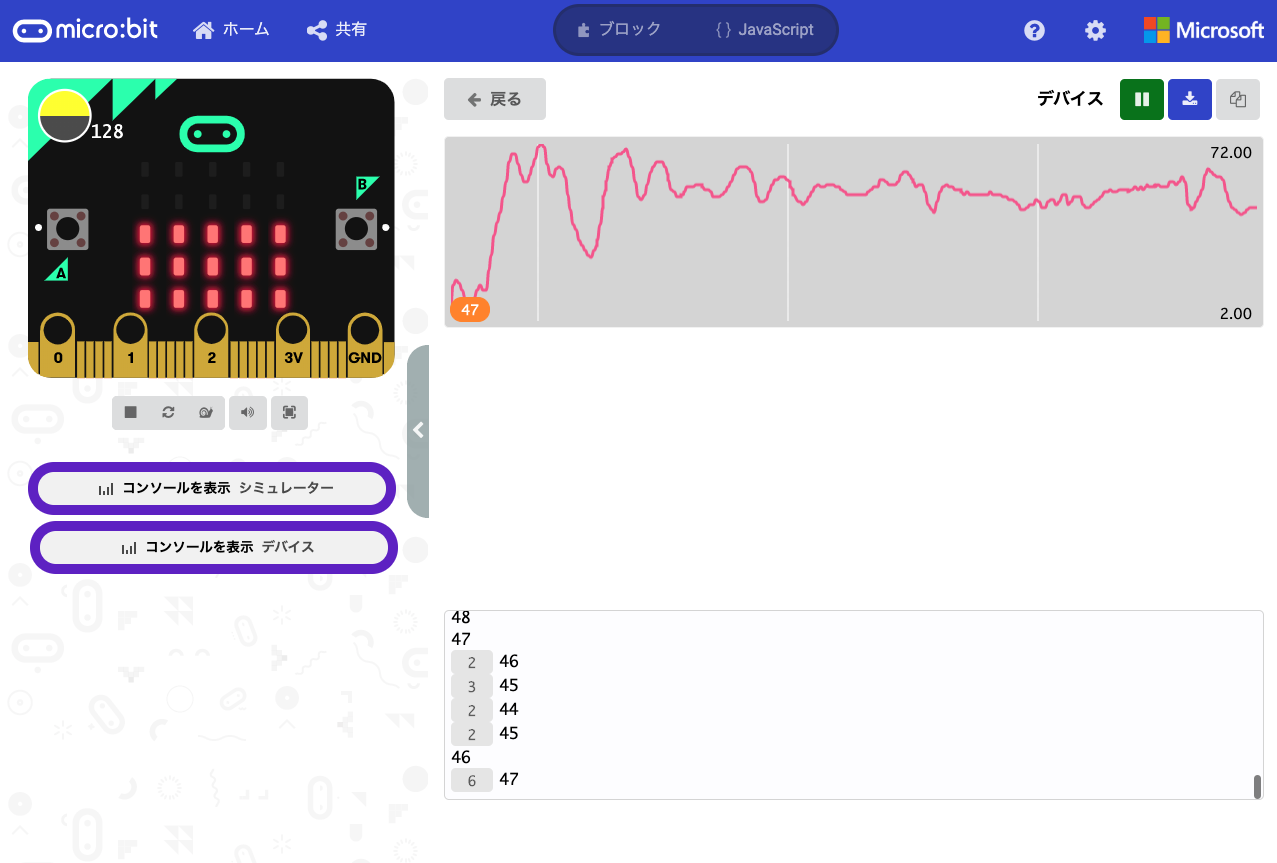 micro:bit ホーム 共有 ブロック { } JavaScript Microsoft
128
B
A
0 1 2 3V GND
コンソールを表示 シミュレーター
コンソールを表示 デバイス
戻る デバイス
72.00
47
2.00
48
47
2 46
3 45
2 44
2 45
46
6 47